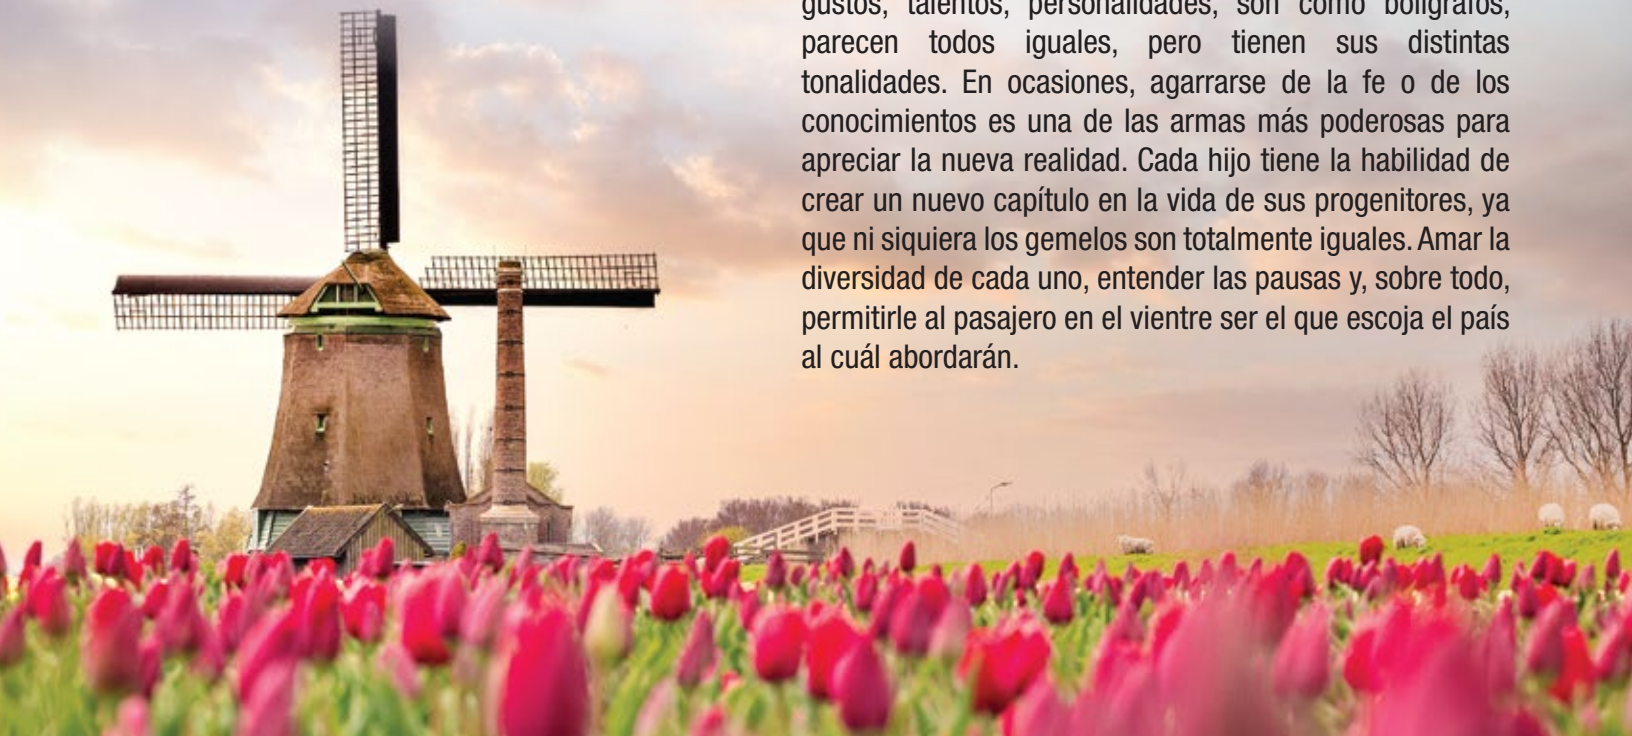 gustos, talentos, personalidades, son como bolígrafos,
parecen todos iguales, pero tienen sus distintas
tonalidades. En ocasiones, agarrarse de la fe o de los
conocimientos es una de las armas más poderosas para
apreciar la nueva realidad. Cada hijo tiene la habilidad de
crear un nuevo capítulo en la vida de sus progenitores, ya
que ni siquiera los gemelos son totalmente iguales. Amar la
diversidad de cada uno, entender las pausas y, sobre todo,
permitirle al pasajero en el vientre ser el que escoja el país
al cuál abordarán.